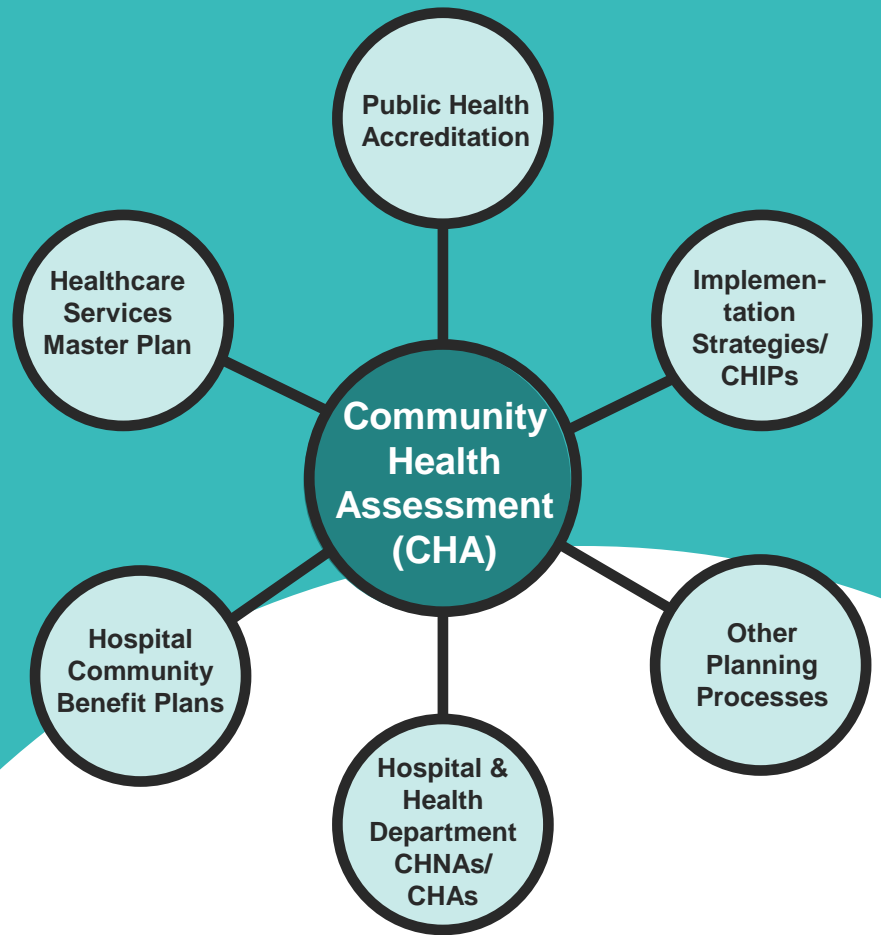 Public Health
Accreditation
Healthcare
Services
Master Plan
Implemen-
tation
Strategies/
CHIPs
Community
Health
Assessment
(CHA)
Hospital
Community
Benefit Plans
Other
Planning
Processes
Hospital &
Health
Department
CHNAs/
CHAs